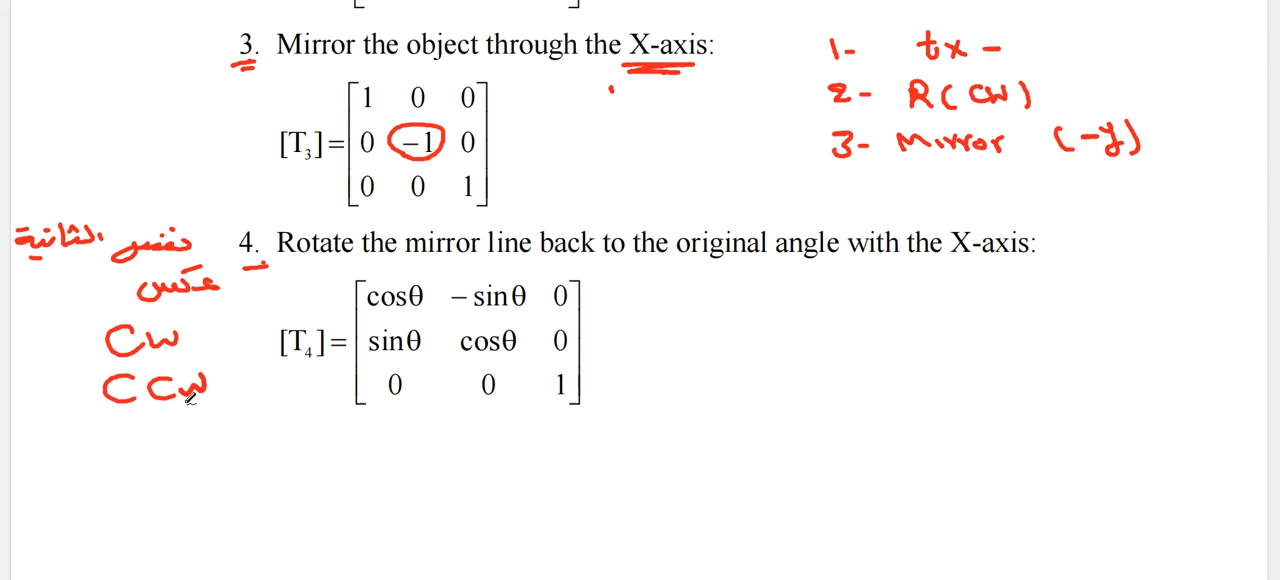 3. Mirror the object through the X-axis:
1- tx -
2- R (CW)
3- Mirror (-y)
[T₃]=
1 0 0
0 -1 0
0 0 1
4. Rotate the mirror line back to the original angle with the X-axis:
نفس الثانية
عكس
CW
CCW
[T₄]=
cosθ - sinθ 0
sinθ cosθ 0
0 0 1